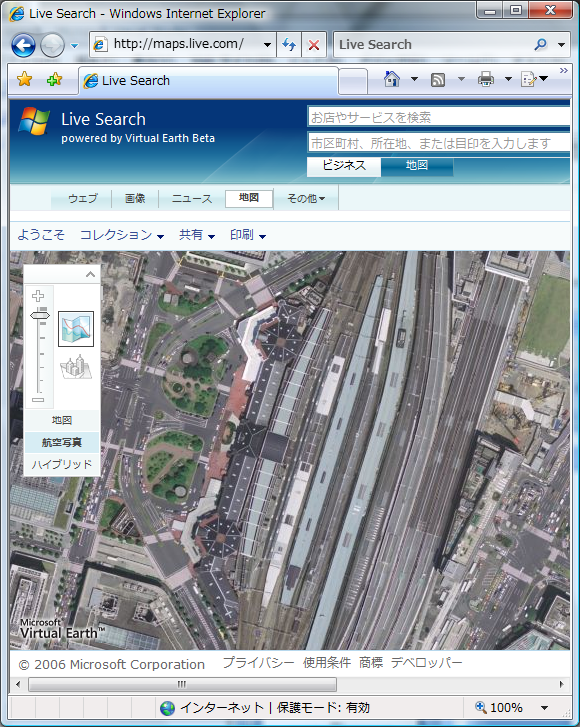 Live Search - Windows Internet Explorer
http://maps.live.com/
Live Search
Live Search
Live Search
powered by Virtual Earth Beta
お店やサービスを検索
市区町村、所在地、または目印を入力します
ビジネス 地図
ウェブ 画像 ニュース 地図 その他
ようこそ コレクション 共有 印刷
地図
航空写真
ハイブリッド
Microsoft
Virtual Earth™
© 2006 Microsoft Corporation プライバシー 使用条件 商標 デベロッパー
インターネット | 保護モード: 有効
100%